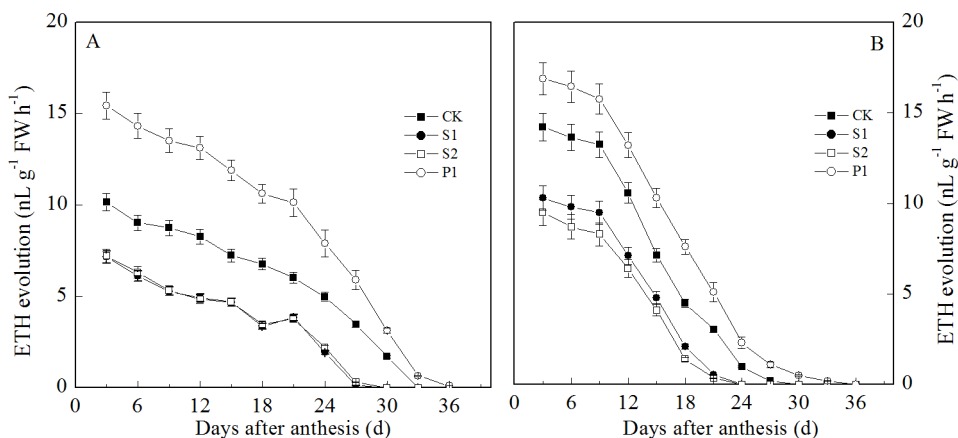 20
15
10
5
0
ETH evolution (nL g⁻¹ FW h⁻¹)
A
CK
S1
S2
P1
0 6 12 18 24 30 36
Days after anthesis (d)
B
CK
S1
S2
P1
0 6 12 18 24 30 36
Days after anthesis (d)
20
15
10
5
0
ETH evolution (nL g⁻¹ FW h⁻¹)